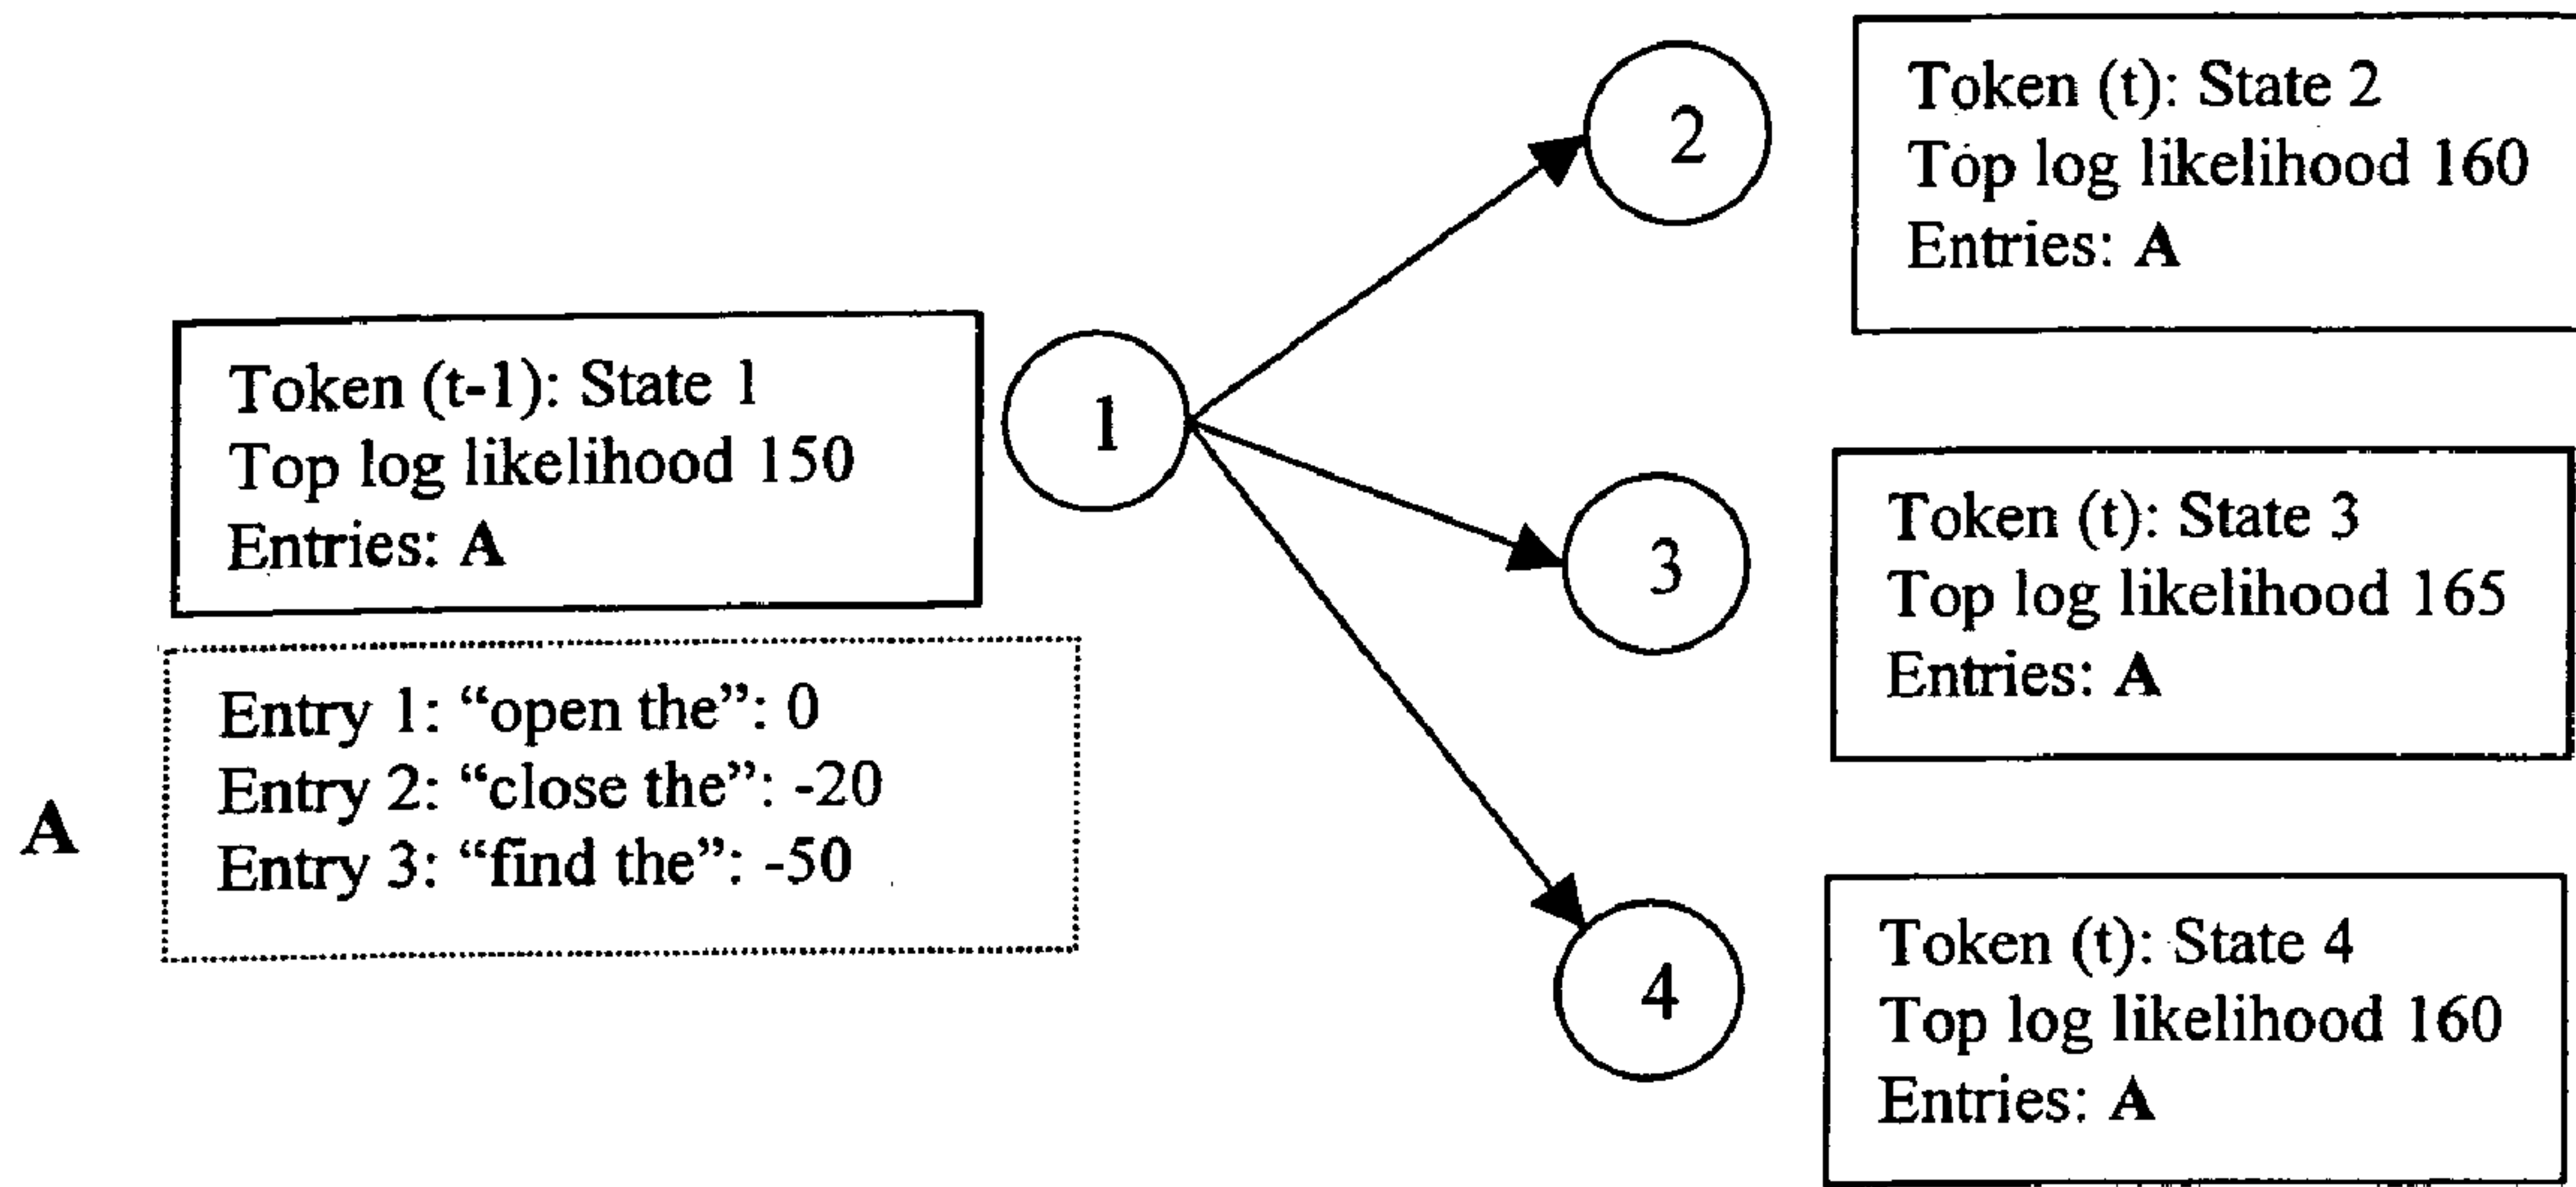 Token (t-1): State 1
Top log likelihood 150
Entries: A
A
Entry 1: “open the”: 0
Entry 2: “close the”: -20
Entry 3: “find the”: -50
1
2
Token (t): State 2
Top log likelihood 160
Entries: A
3
Token (t): State 3
Top log likelihood 165
Entries: A
4
Token (t): State 4
Top log likelihood 160
Entries: A